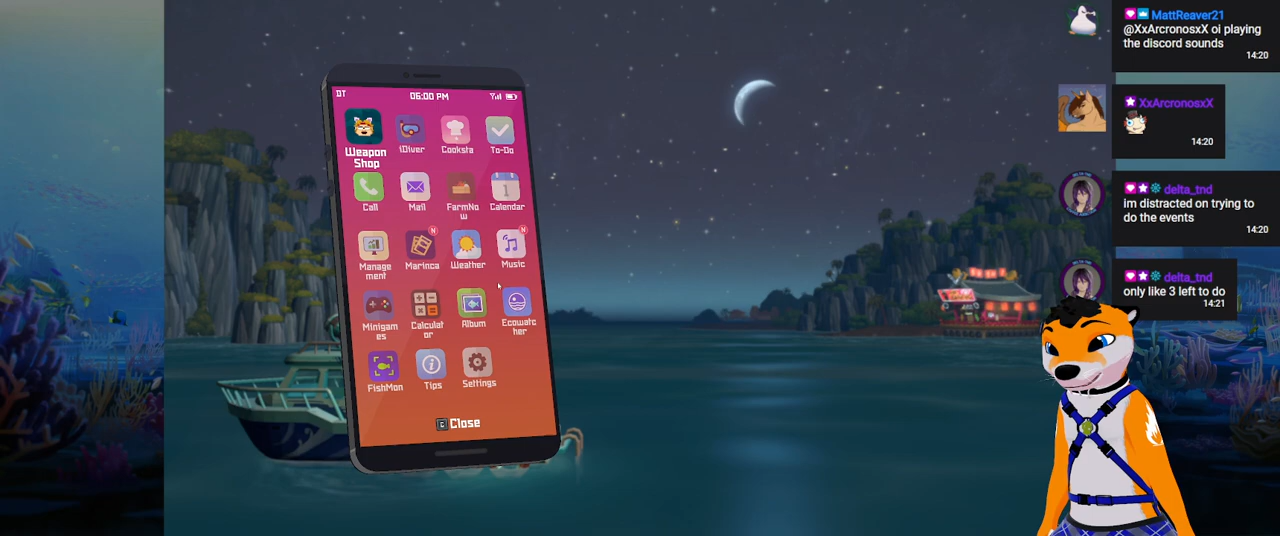 DT
06:00 PM
Weapon
Shop
iDiver
Cooksta
To-Do
Call
Mail
FarmNo
w
1
Calendar
Manage
ment
N
Marinca
Weather
N
Music
Minigam
es
Calculat
or
Album
Ecowatc
her
FishMon
Tips
Settings
C Close
MattReaver21
@XxArcronosxX oi playing
the discord sounds
14:20
XxArcronosxX
14:20
delta_tnd
im distracted on trying to
do the events
14:20
delta_tnd
only like 3 left to do
14:21